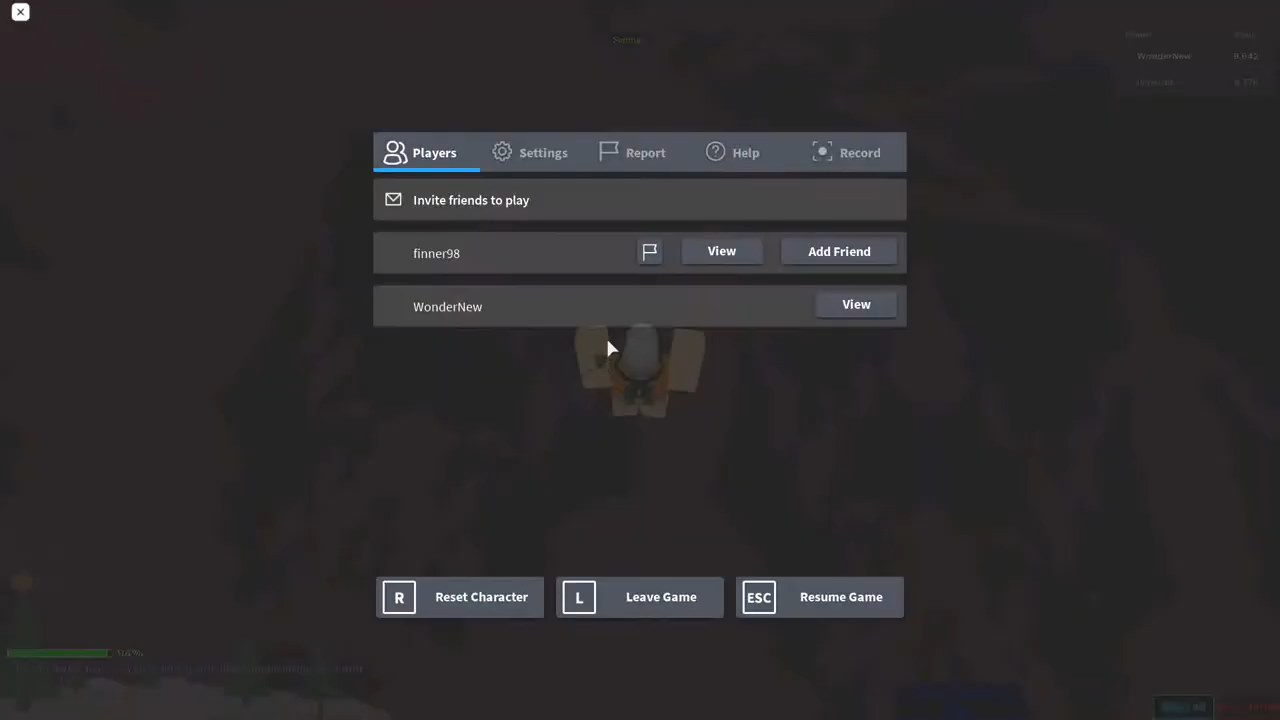 Players Settings Report Help Record
WonderNew
Invite friends to play
finner98 View Add Friend
WonderNew View
R Reset Character L Leave Game ESC Resume Game